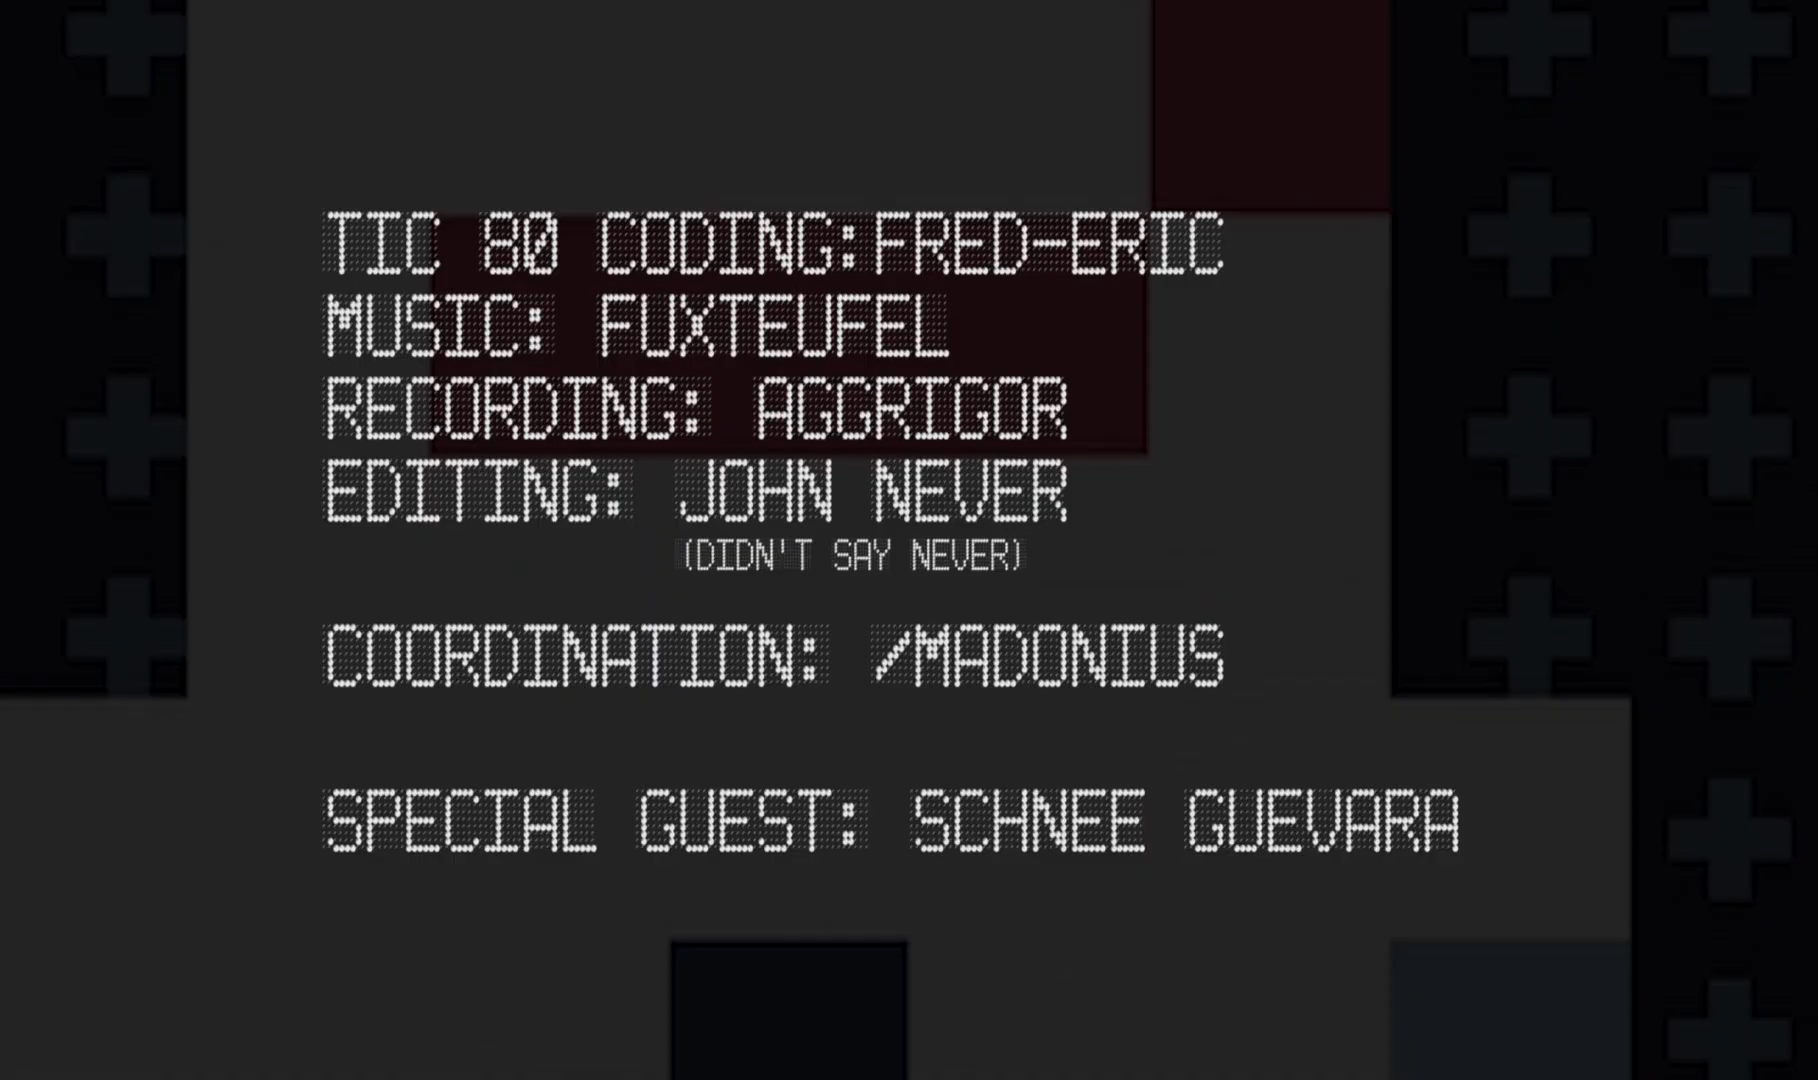 TIC 80 CODING:FRED-ERIC
MUSIC: FUXTEUFEL
RECORDING: AGGRIGOR
EDITING: JOHN NEVER
(DIDN'T SAY NEVER)
COORDINATION: /MADONIUS
SPECIAL GUEST: SCHNEE GUEVARA